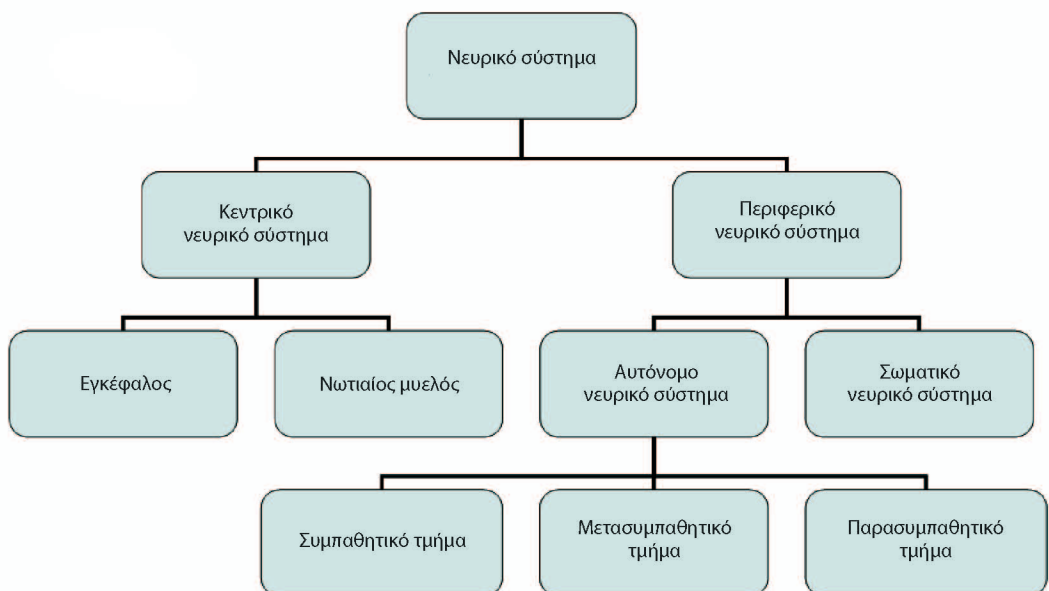 Νευρικό σύστημα
Κεντρικό
νευρικό σύστημα
Περιφερικό
νευρικό σύστημα
Εγκέφαλος
Νωτιαίος μυελός
Αυτόνομο
νευρικό σύστημα
Σωματικό
νευρικό σύστημα
Συμπαθητικό τμήμα
Μετασυμπαθητικό
τμήμα
Παρασυμπαθητικό
τμήμα